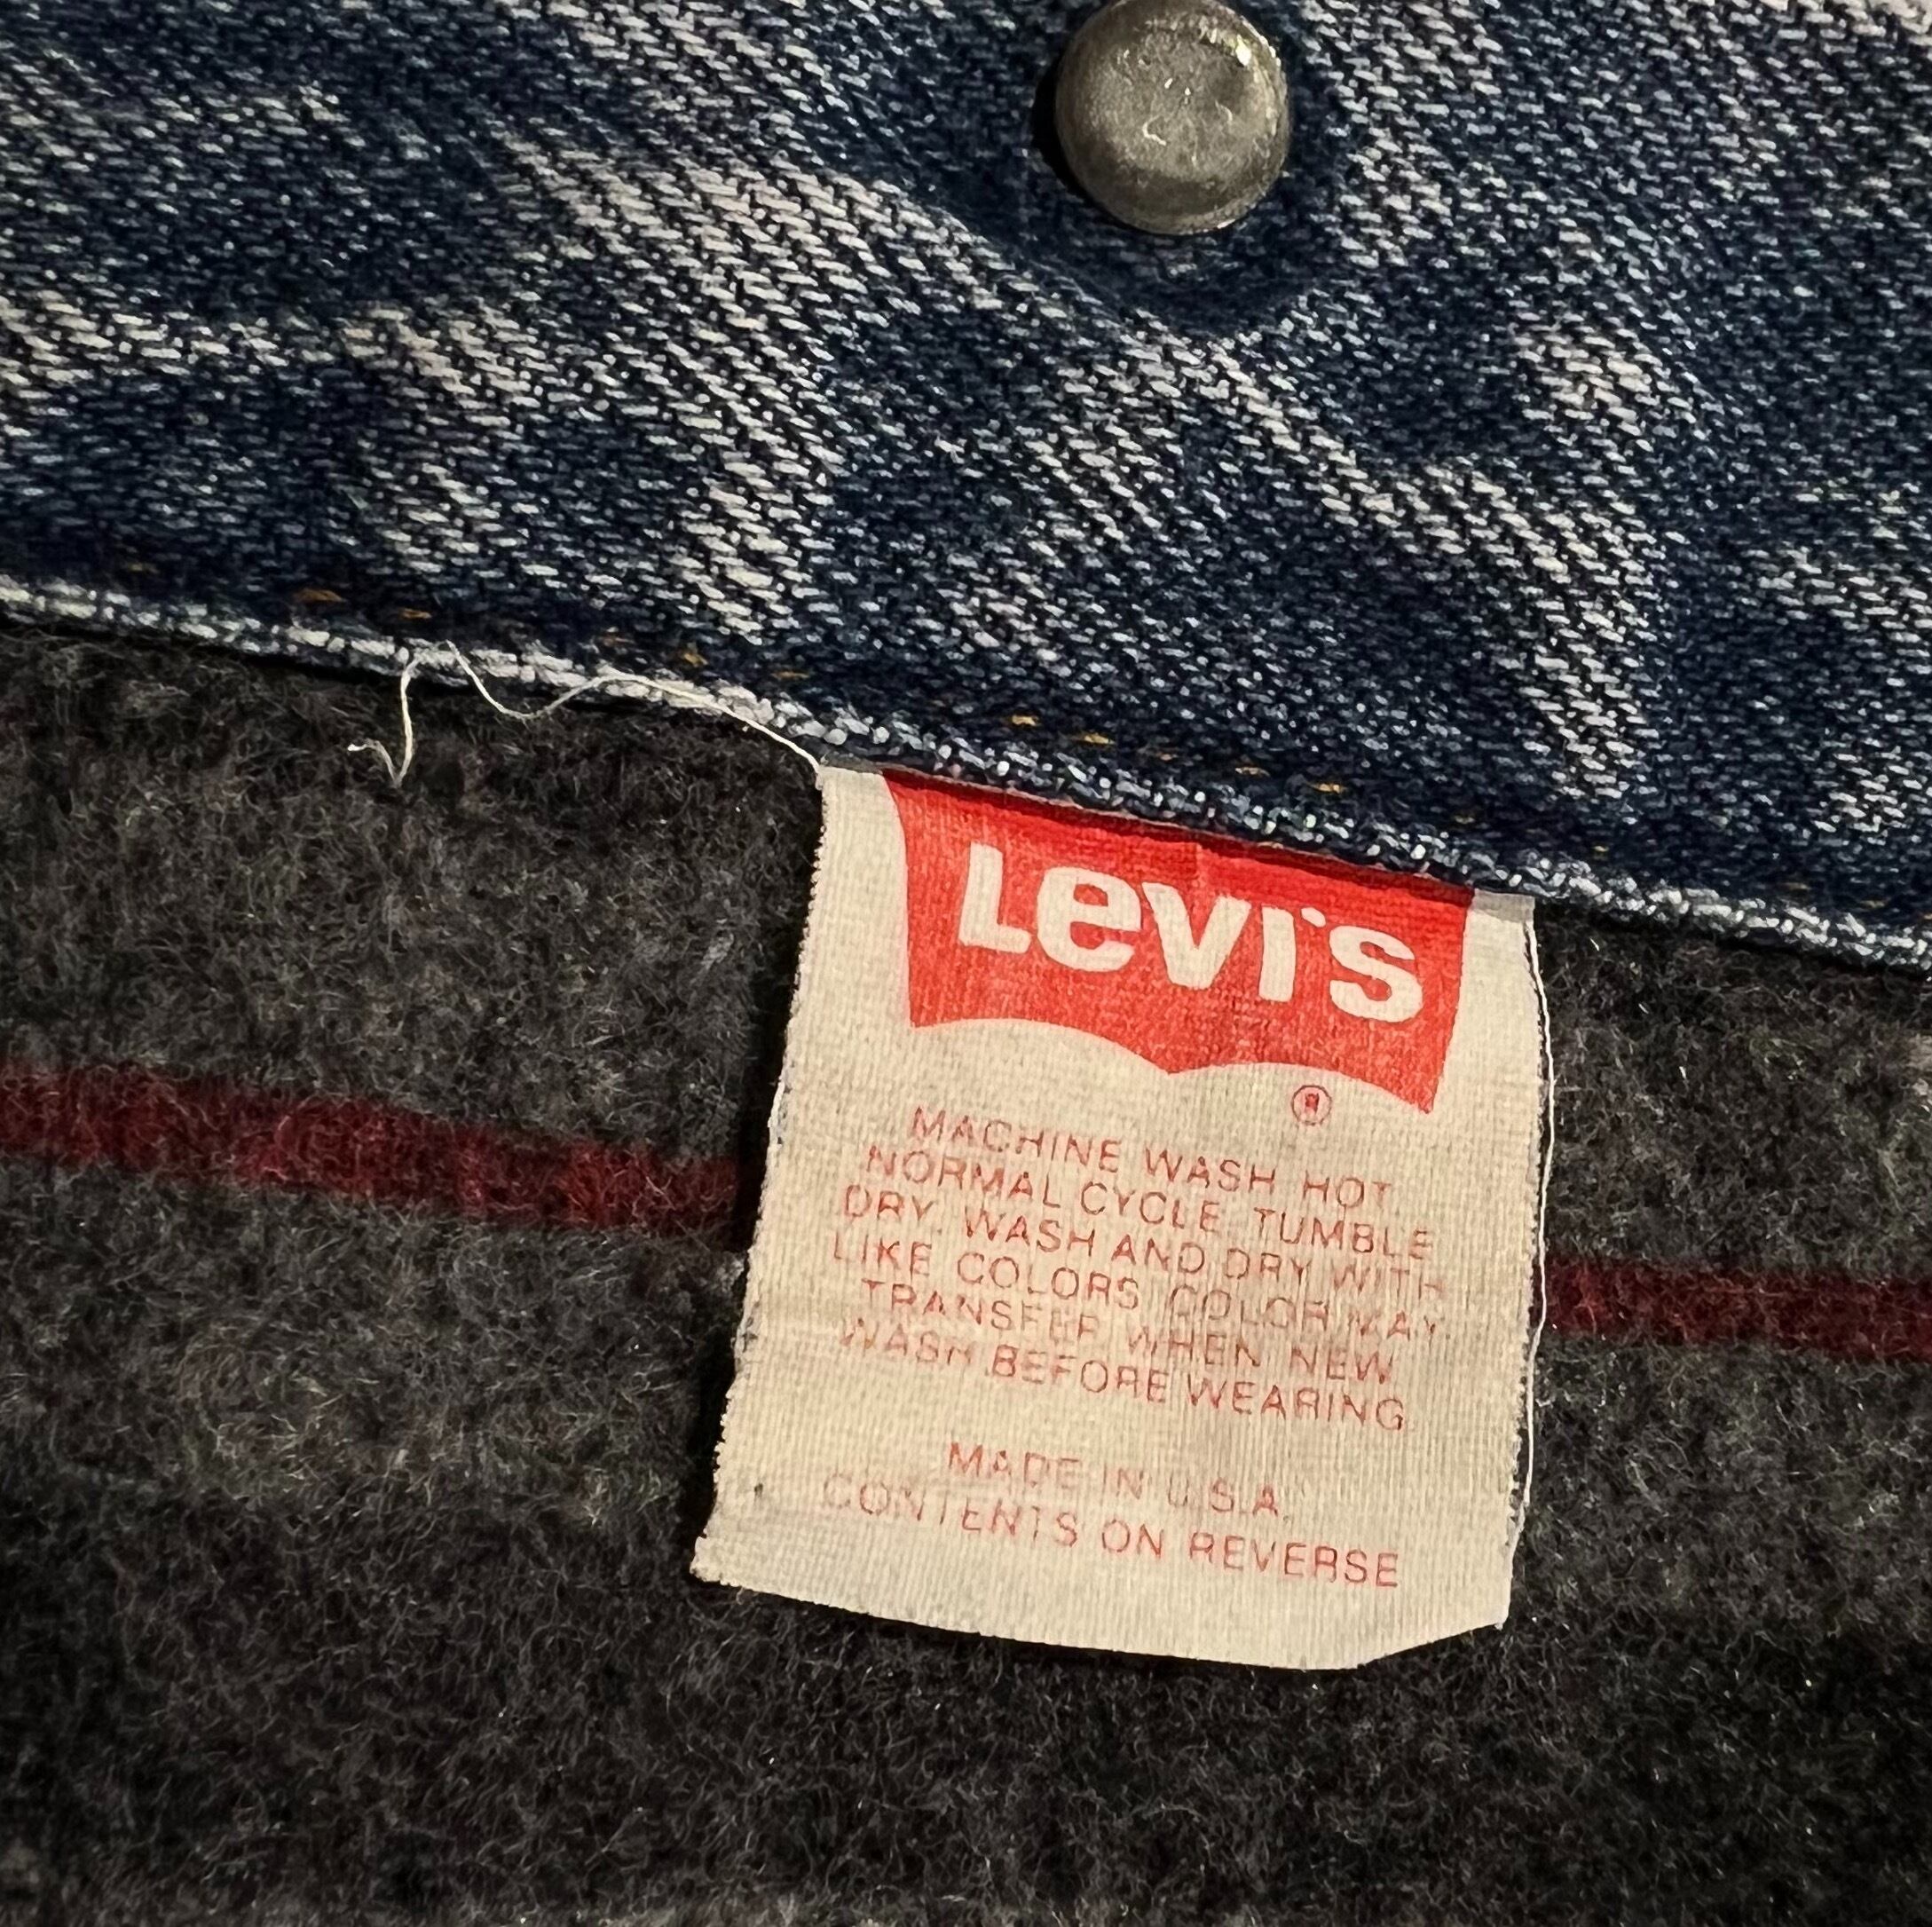 Levi's
®
MACHINE WASH HOT
NORMAL CYCLE TUMBLE
DRY. WASH AND DRY WITH
LIKE COLORS COLOR MAY
TRANSFER WHEN NEW
WASH BEFORE WEARING
MADE IN U.S.A.
CONTENTS ON REVERSE